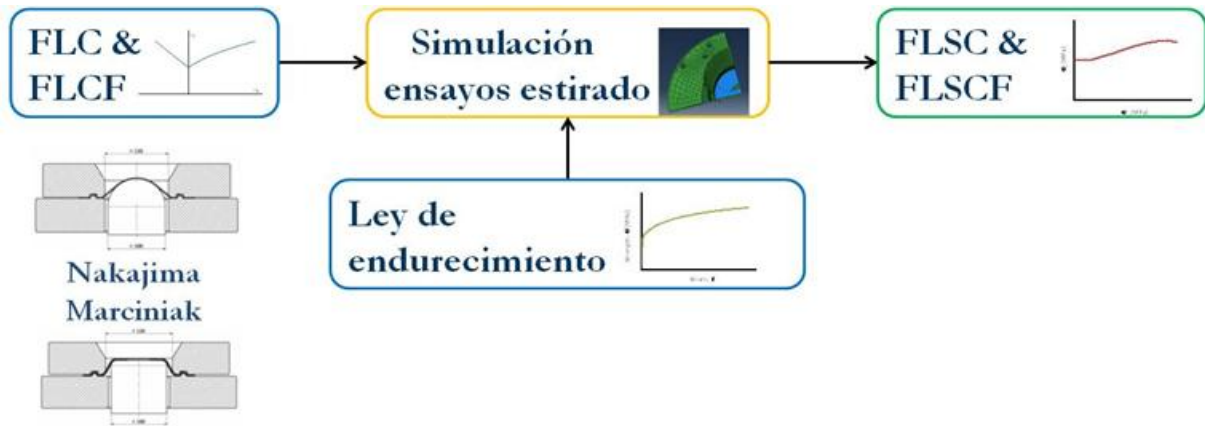 FLC &
FLCF
Simulación
ensayos estirado
FLSC &
FLSCF
Ley de
endurecimiento
Nakajima
Marciniak